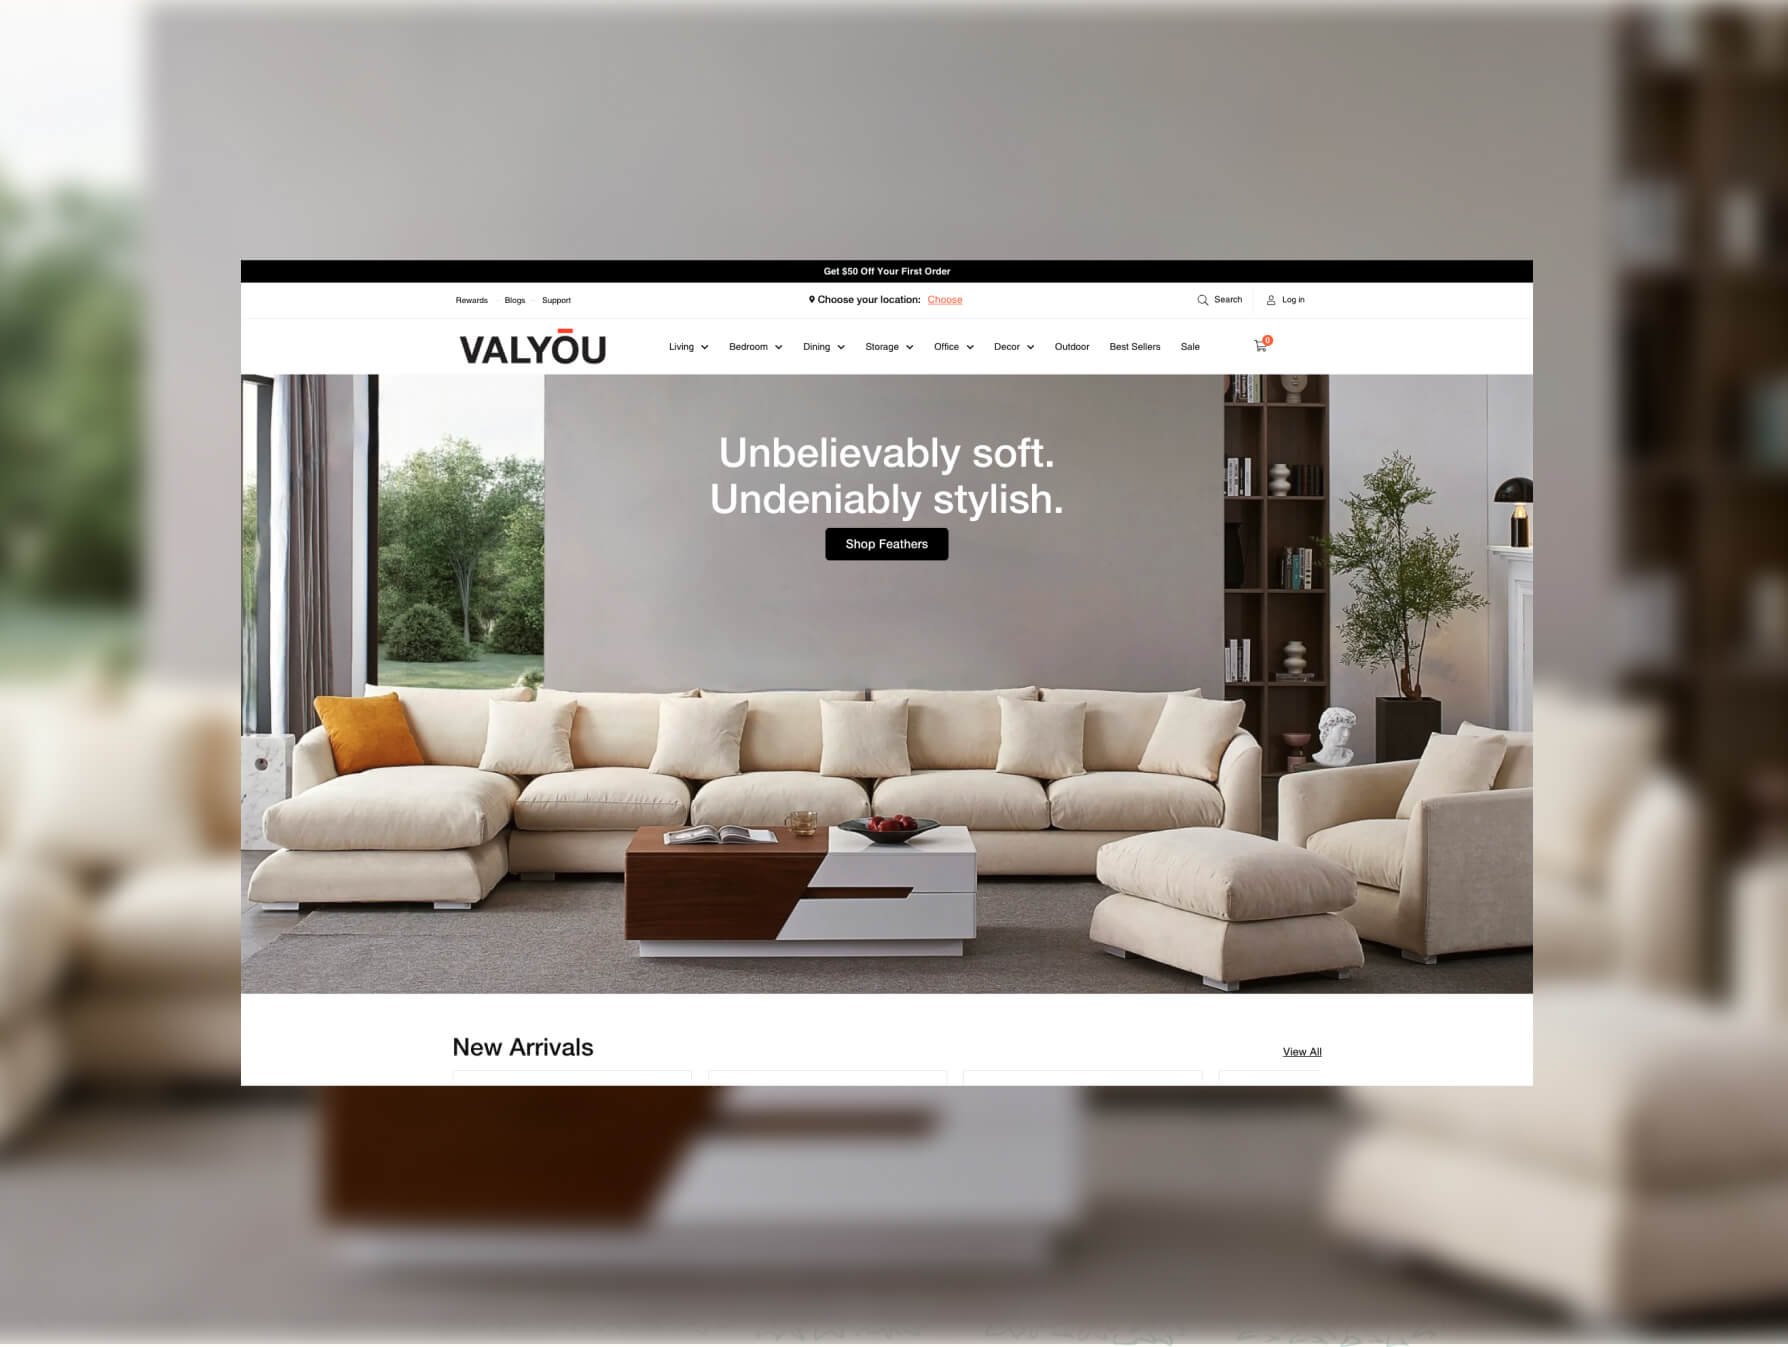 Get $50 Off Your First Order
Rewards Blogs Support
Choose your location: Choose
Search
Log in
VALYŌU
Living Bedroom Dining Storage Office Decor Outdoor Best Sellers Sale
0
Unbelievably soft.
Undeniably stylish.
Shop Feathers
New Arrivals
View All